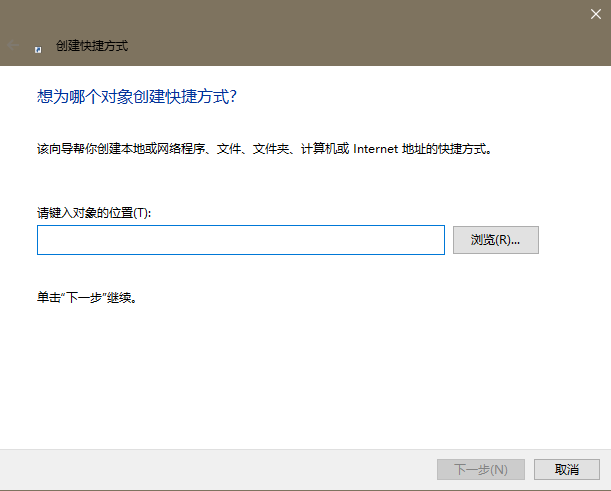 创建快捷方式
想为哪个对象创建快捷方式?
该向导帮你创建本地或网络程序、文件、文件夹、计算机或 Internet 地址的快捷方式。
请键入对象的位置(T):
浏览(R)...
单击“下一步”继续。
下一步(N)
取消